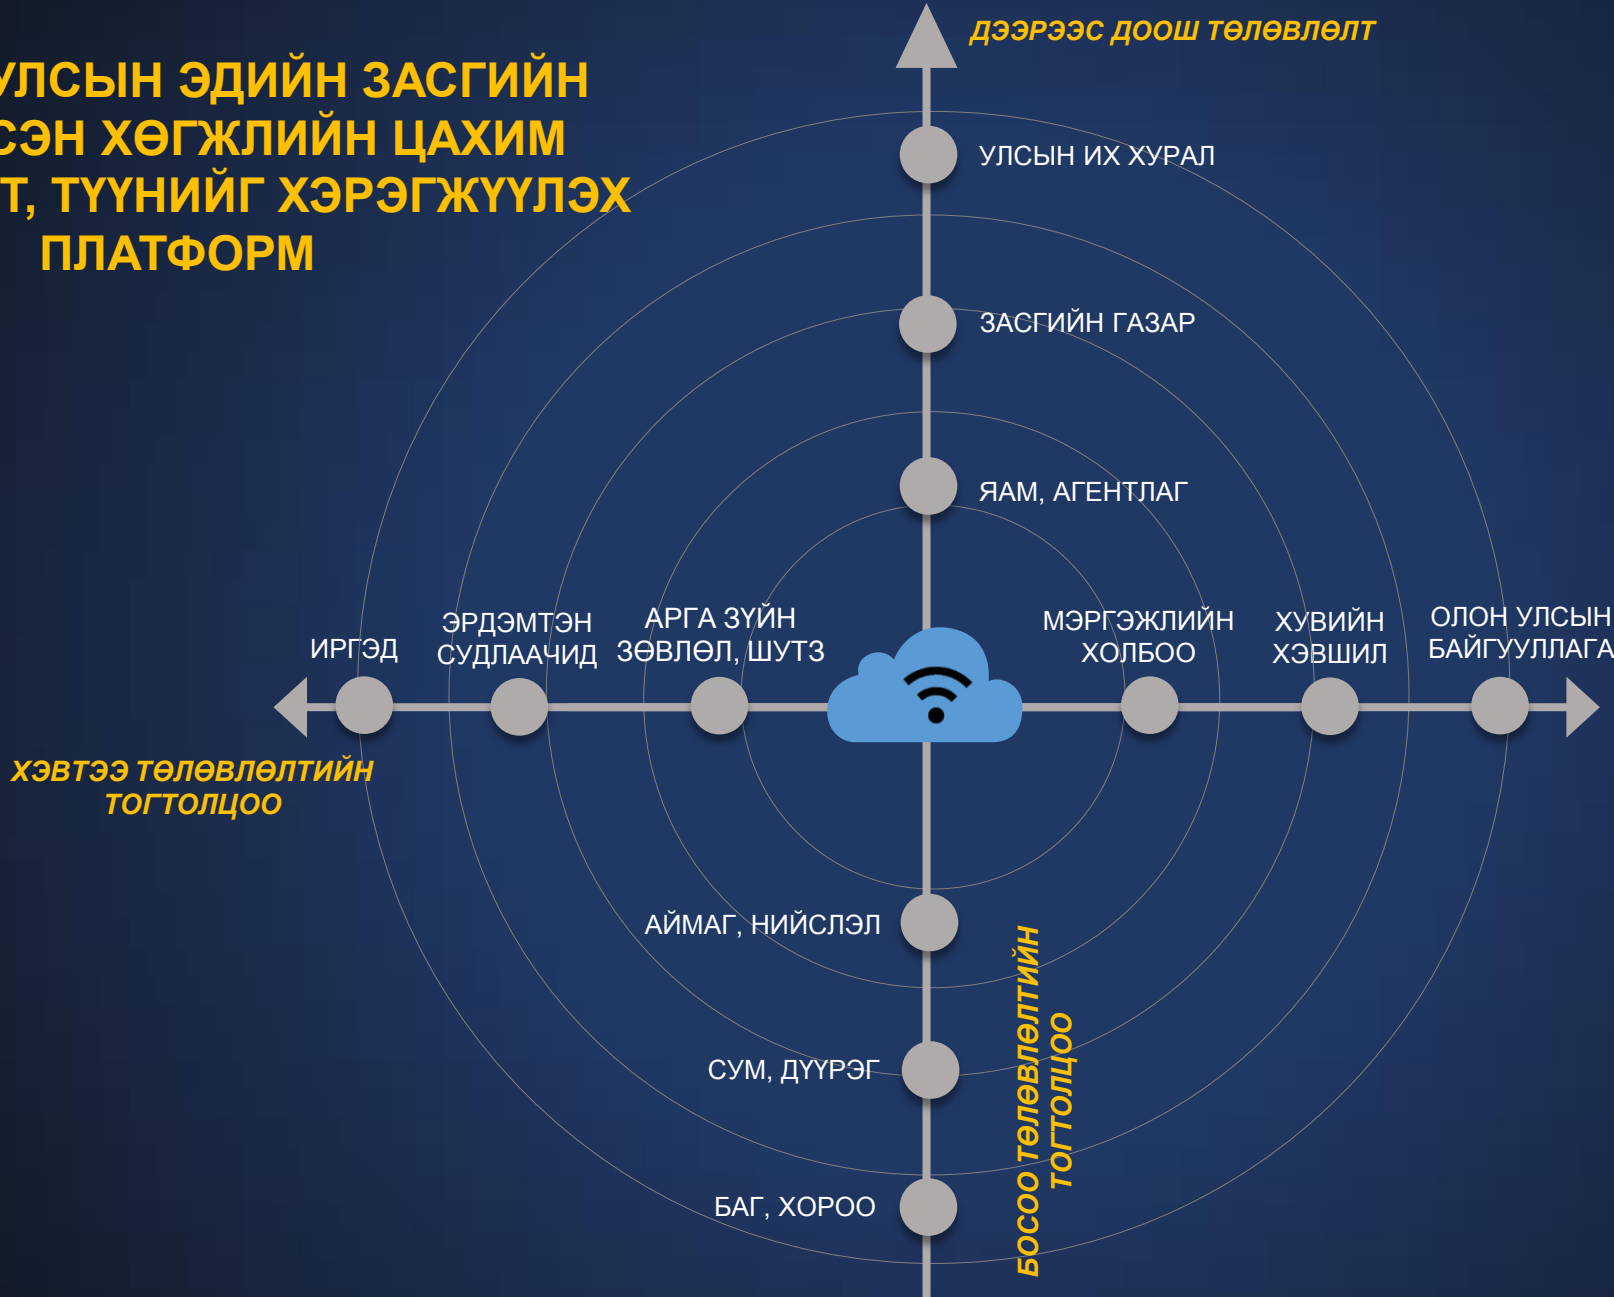 ДЭЭРЭЭС ДООШ ТӨЛӨВЛӨЛТ
УЛСЫН ЭДИЙН ЗАСГИЙН
ХӨГЖЛИЙН ЦАХИМ
ТҮҮНИЙГ ХЭРЭГЖҮҮЛЭХ
ПЛАТФОРМ
УЛСЫН ИХ ХУРАЛ
ЗАСГИЙН ГАЗАР
ЯАМ, АГЕНТЛАГ
ИРГЭД
ЭРДЭМТЭН
СУДЛААЧИД
АРГА ЗҮЙН
ЗӨВЛӨЛ, ШУТЗ
МЭРГЭЖЛИЙН
ХОЛБОО
ХУВИЙН
ХЭВШИЛ
ОЛОН УЛСЫН
БАЙГУУЛЛАГА
ХЭВТЭЭ ТӨЛӨВЛӨЛТИЙН
ТОГТОЛЦОО
АЙМАГ, НИЙСЛЭЛ
СУМ, ДҮҮРЭГ
БАГ, ХОРОО
БОСОО ТӨЛӨВЛӨЛТИЙН
ТОГТОЛЦОО